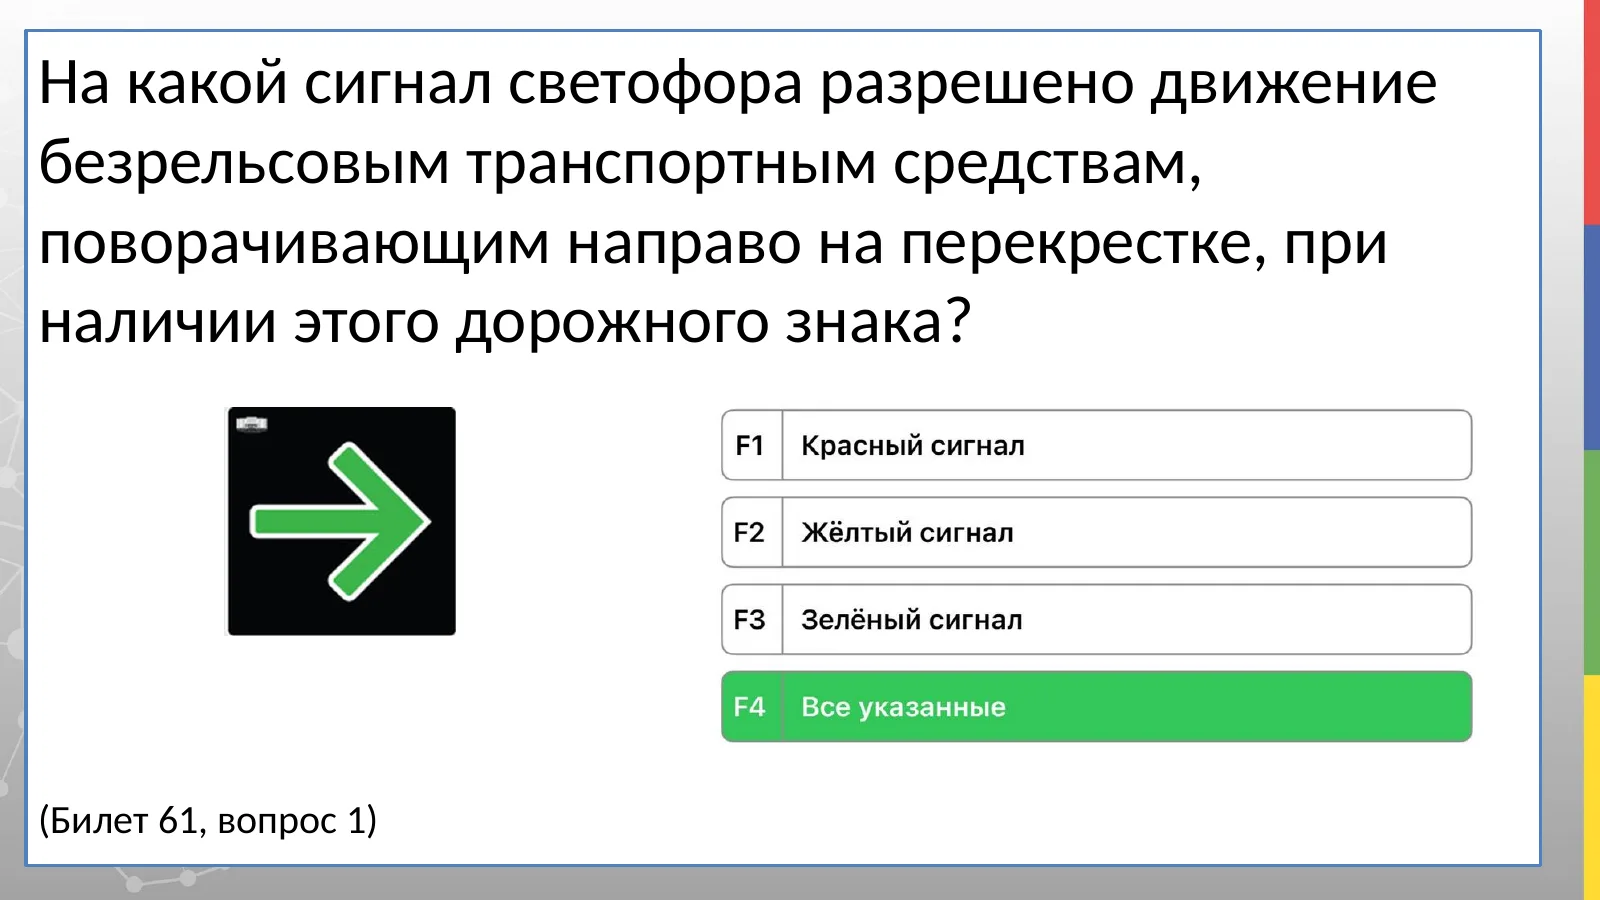 На какой сигнал светофора разрешено движение
безрельсовым транспортным средствам,
поворачивающим направо на перекрестке, при
наличии этого дорожного знака?
F1 Красный сигнал
F2 Жёлтый сигнал
F3 Зелёный сигнал
F4 Все указанные
(Билет 61, вопрос 1)